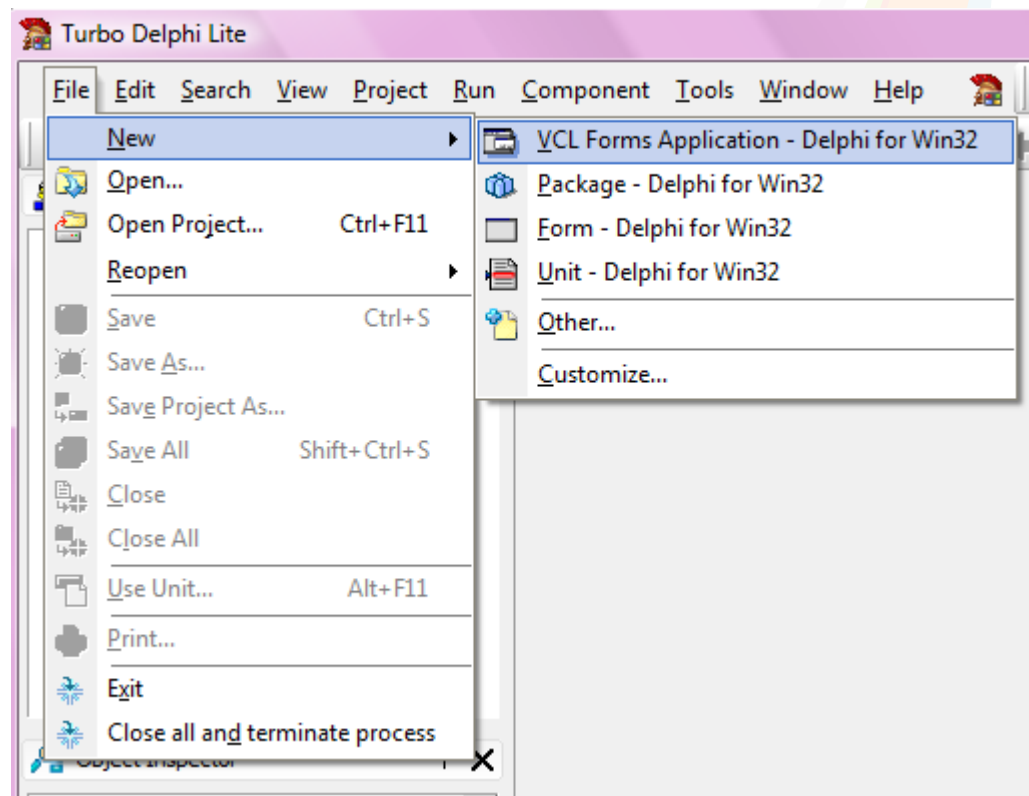 Turbo Delphi Lite
File Edit Search View Project Run Component Tools Window Help
New
Open...
Open Project... Ctrl+F11
Reopen
Save Ctrl+S
Save As...
Save Project As...
Save All Shift+Ctrl+S
Close
Close All
Use Unit... Alt+F11
Print...
Exit
Close all and terminate process
VCL Forms Application - Delphi for Win32
Package - Delphi for Win32
Form - Delphi for Win32
Unit - Delphi for Win32
Other...
Customize...
Object Inspector